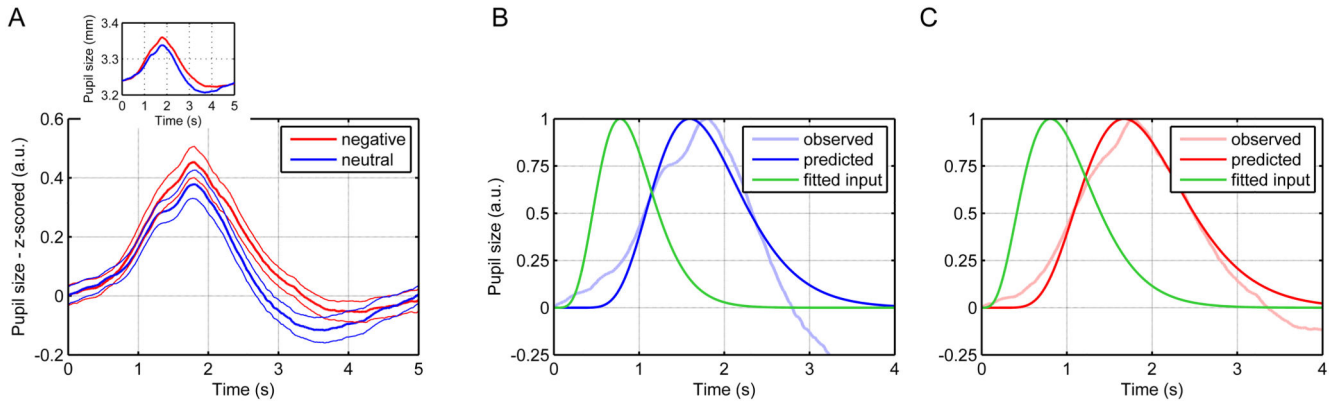 A
Pupil size (mm)
3.4
3.3
3.2
0 1 2 3 4 5
Time (s)
Pupil size - z-scored (a.u.)
0.6
0.4
0.2
0
-0.2
negative
neutral
0 1 2 3 4 5
Time (s)
B
Pupil size (a.u.)
1
0.75
0.5
0.25
0
-0.25
observed
predicted
fitted input
0 1 2 3 4
Time (s)
C
1
0.75
0.5
0.25
0
-0.25
observed
predicted
fitted input
0 1 2 3 4
Time (s)